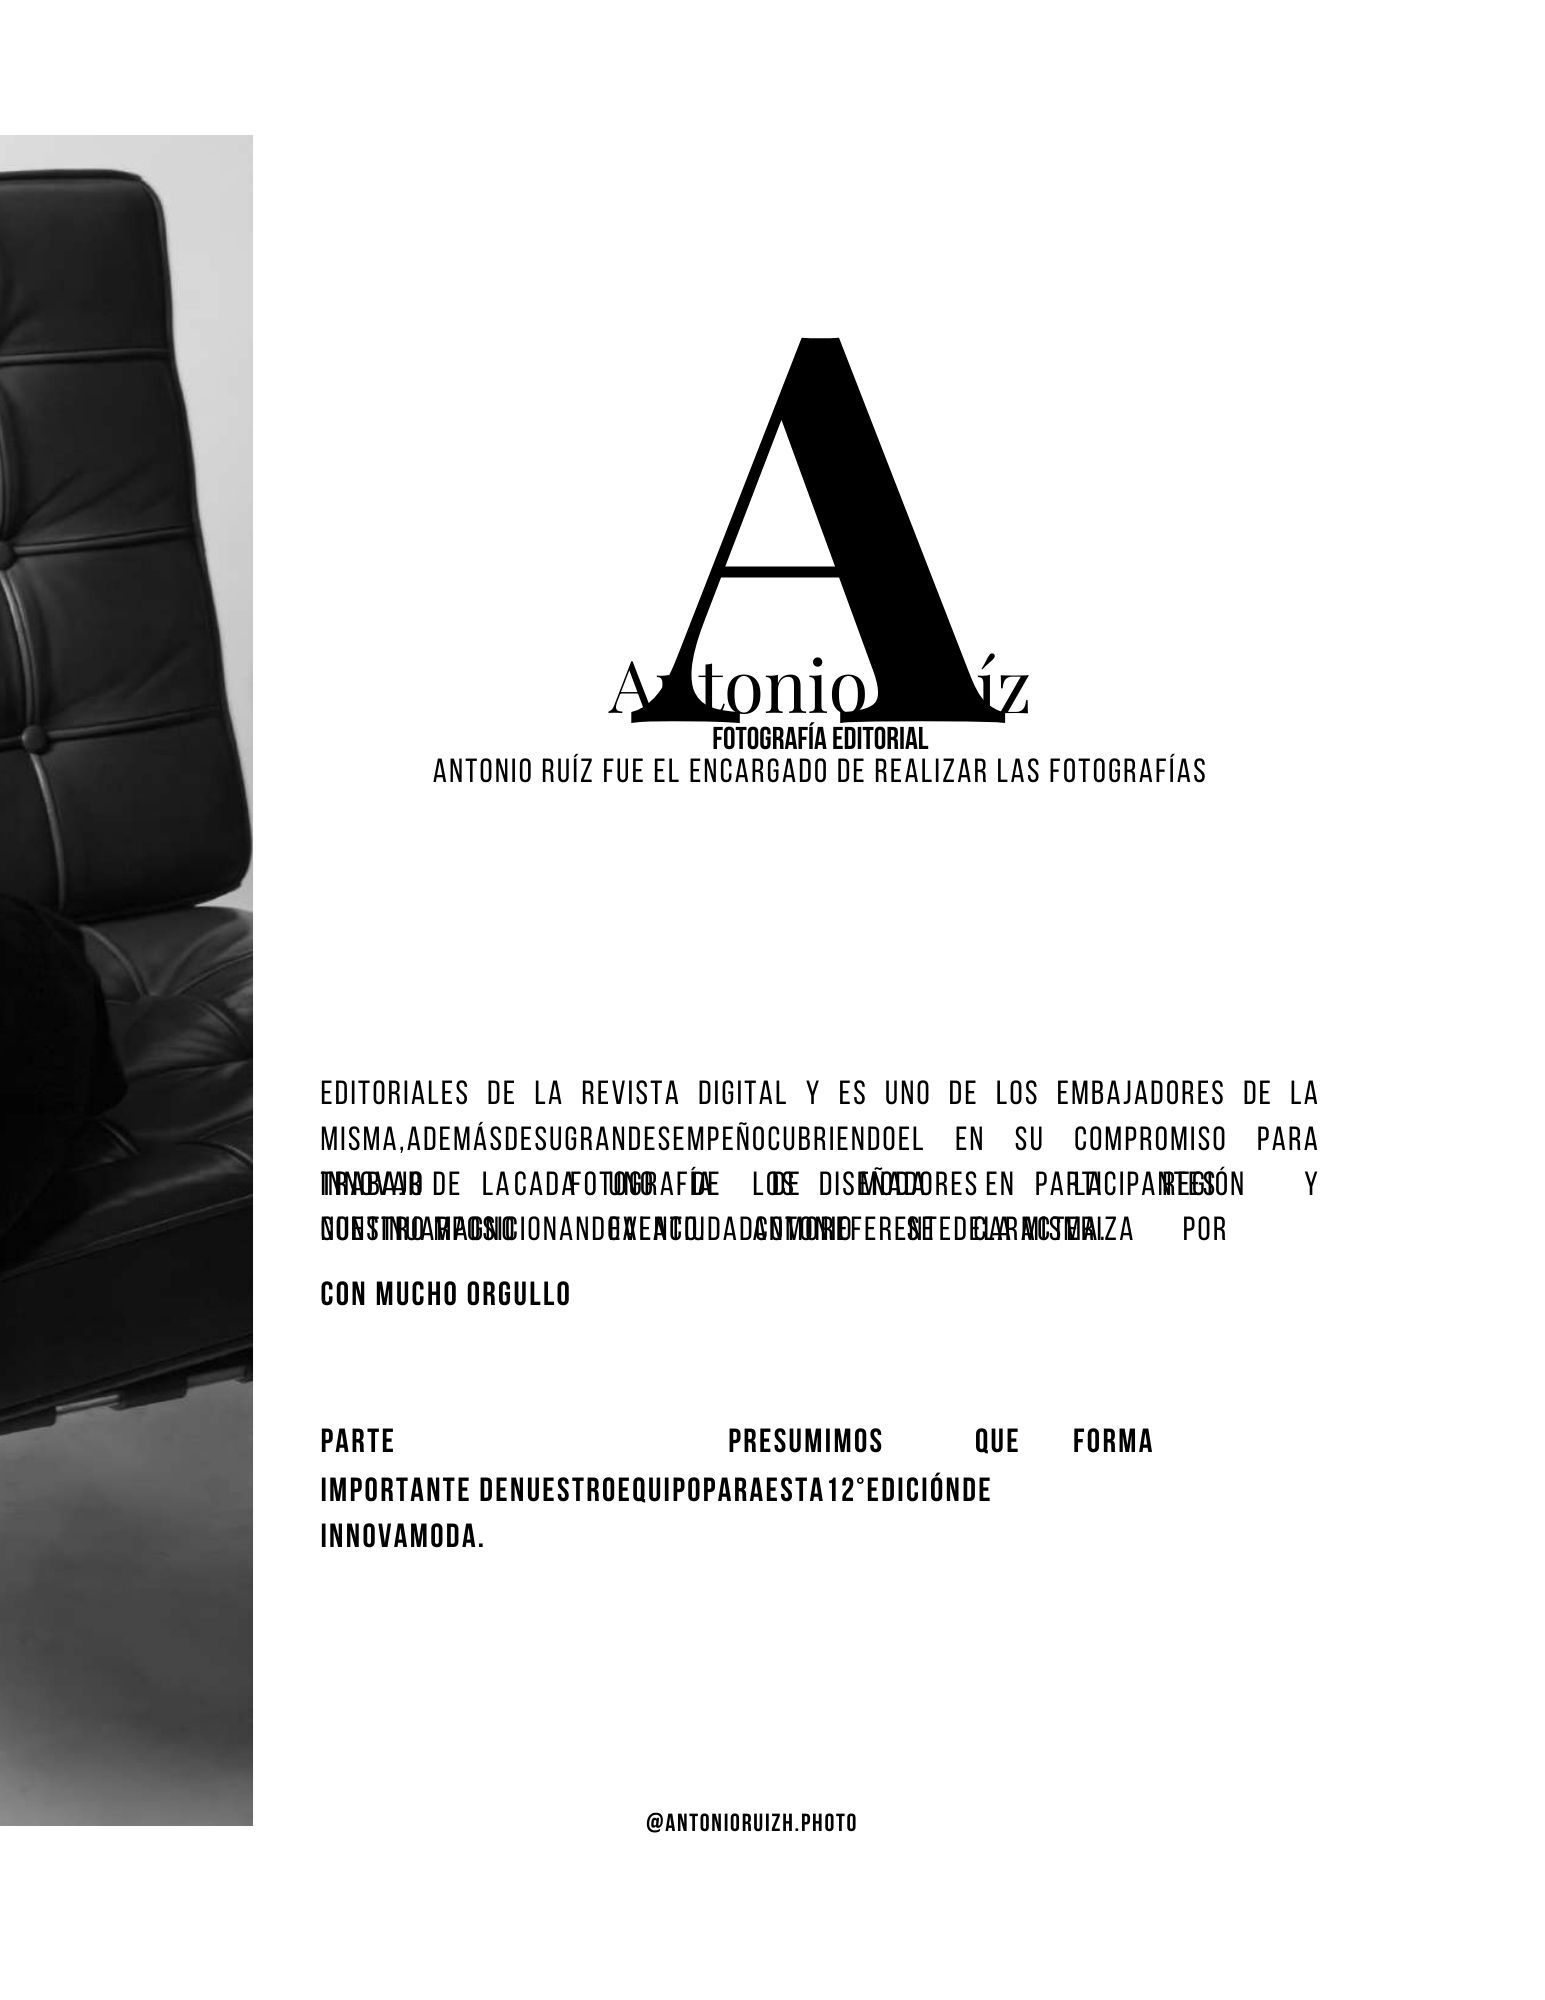 A
Antonio Ruíz
FOTOGRAFÍA EDITORIAL
ANTONIO RUÍZ FUE EL ENCARGADO DE REALIZAR LAS FOTOGRAFÍAS
EDITORIALES DE LA REVISTA DIGITAL Y ES UNO DE LOS EMBAJADORES DE LA
MISMA,ADEMÁSDESUGRANDESEMPEÑOCUBRIENDOEL EN SU COMPROMISO PARA
DE Y
POR
CON MUCHO ORGULLO
PARTE PRESUMIMOS QUE FORMA
IMPORTANTE DENUESTROEQUIPOPARAESTA12°EDICIÓNDE
INNOVAMODA.
@ANTONIORUIZH.PHOTO